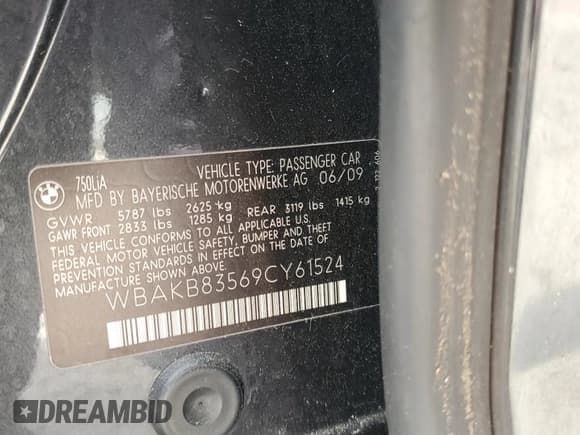 BMW
750LiA
VEHICLE TYPE: PASSENGER CAR
MFD BY BAYERISCHE MOTORENWERKE AG 06/09
GVWR 5787 lbs 2625 kg
GAWR FRONT 2833 lbs 1285 kg REAR 3119 lbs 1415 kg
THIS VEHICLE CONFORMS TO ALL APPLICABLE U.S.
FEDERAL MOTOR VEHICLE SAFETY, BUMPER AND THEFT
PREVENTION STANDARDS IN EFFECT ON THE DATE OF
MANUFACTURE SHOWN ABOVE.
WBAKB83569CY61524
DREAMBID